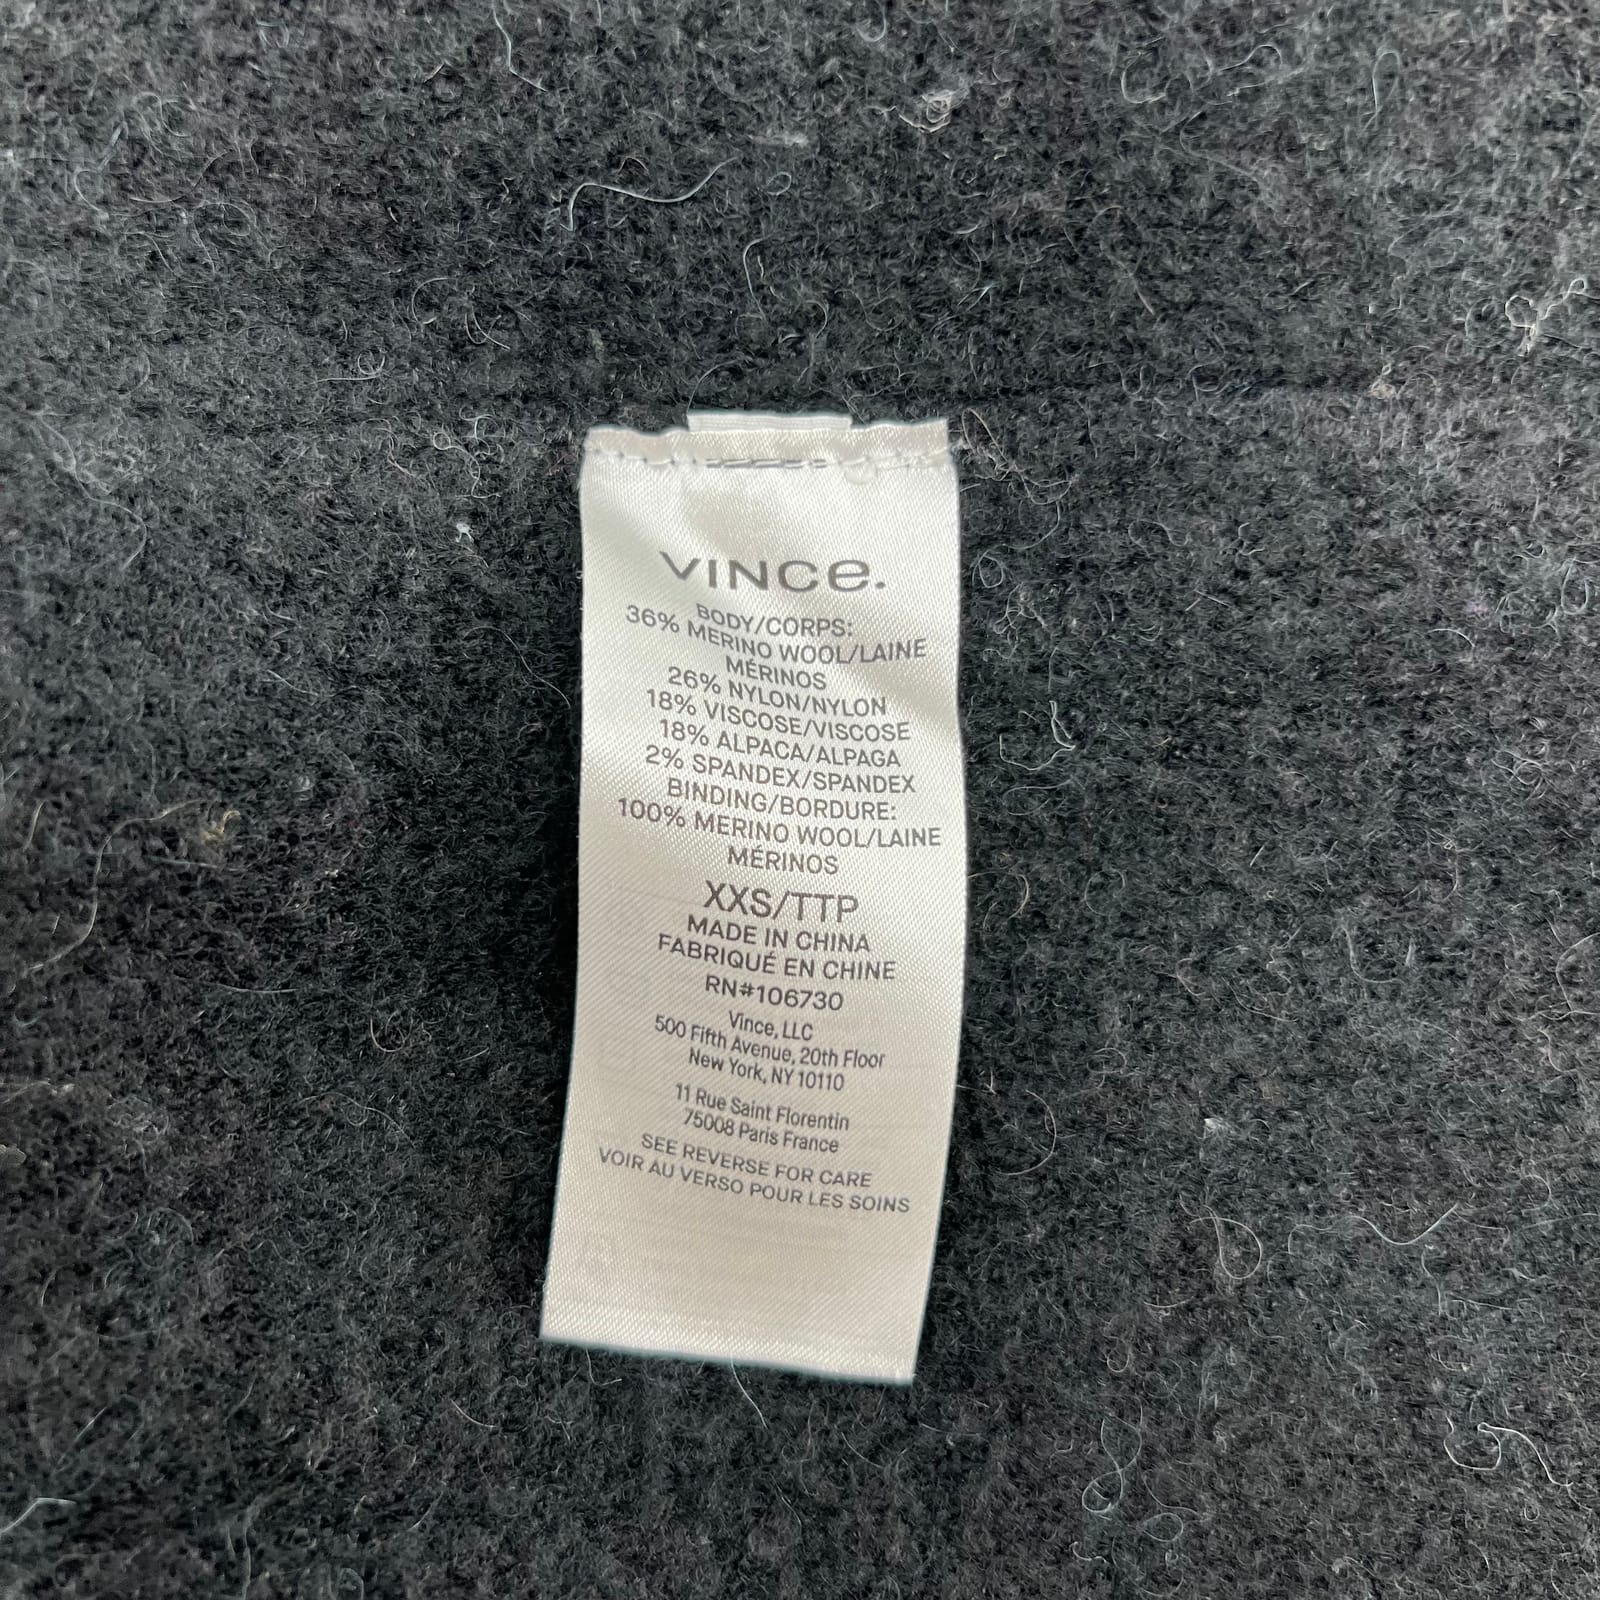 VINCe.
BODY/CORPS:
36% MERINO WOOL/LAINE
MÉRINOS
26% NYLON/NYLON
18% VISCOSE/VISCOSE
18% ALPACA/ALPAGA
2% SPANDEX/SPANDEX
BINDING/BORDURE:
100% MERINO WOOL/LAINE
MÉRINOS
XXS/TTP
MADE IN CHINA
FABRIQUÉ EN CHINE
RN#106730
Vince, LLC
500 Fifth Avenue, 20th Floor
New York, NY 10110
11 Rue Saint Florentin
75008 Paris France
SEE REVERSE FOR CARE
VOIR AU VERSO POUR LES SOINS